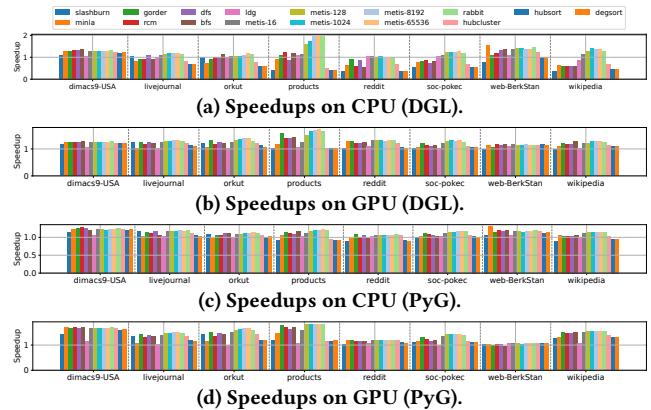 slashburn gorder dfs ldg metis-128 metis-8192 rabbit hubsort degsort
minla rcm bfs metis-16 metis-1024 metis-65536 hubcluster
2
Speedup
1
0
dimacs9-USA livejournal orkut products reddit soc-pokec web-BerkStan wikipedia
(a) Speedups on CPU (DGL).
Speedup
1
0
dimacs9-USA livejournal orkut products reddit soc-pokec web-BerkStan wikipedia
(b) Speedups on GPU (DGL).
Speedup
1.0
0.5
0.0
dimacs9-USA livejournal orkut products reddit soc-pokec web-BerkStan wikipedia
(c) Speedups on CPU (PyG).
Speedup
1
0
dimacs9-USA livejournal orkut products reddit soc-pokec web-BerkStan wikipedia
(d) Speedups on GPU (PyG).